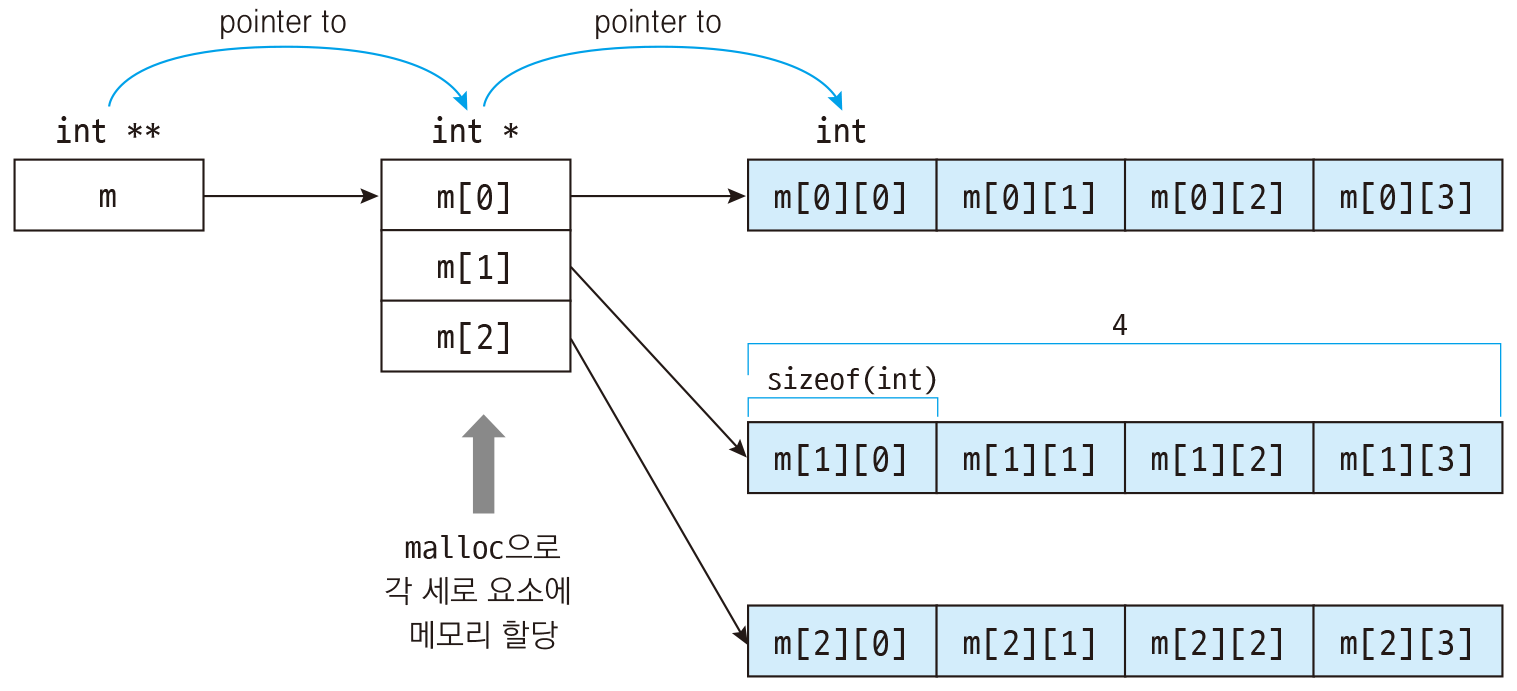 pointer to
pointer to
int **
int *
int
m
m[0]
m[0][0]
m[0][1]
m[0][2]
m[0][3]
m[1]
m[2]
4
sizeof(int)
m[1][0]
m[1][1]
m[1][2]
m[1][3]
malloc으로
각 세로 요소에
메모리 할당
m[2][0]
m[2][1]
m[2][2]
m[2][3]